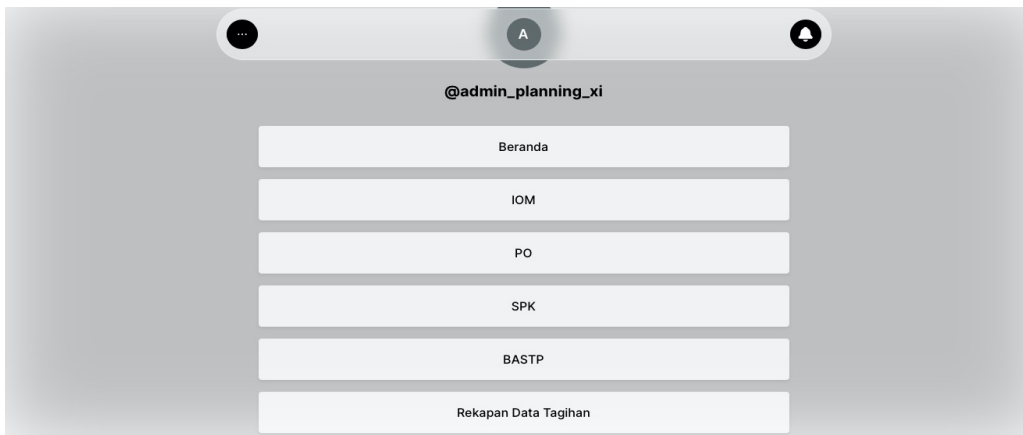 A
@admin_planning_xi
Beranda
IOM
PO
SPK
BASTP
Rekapan Data Tagihan